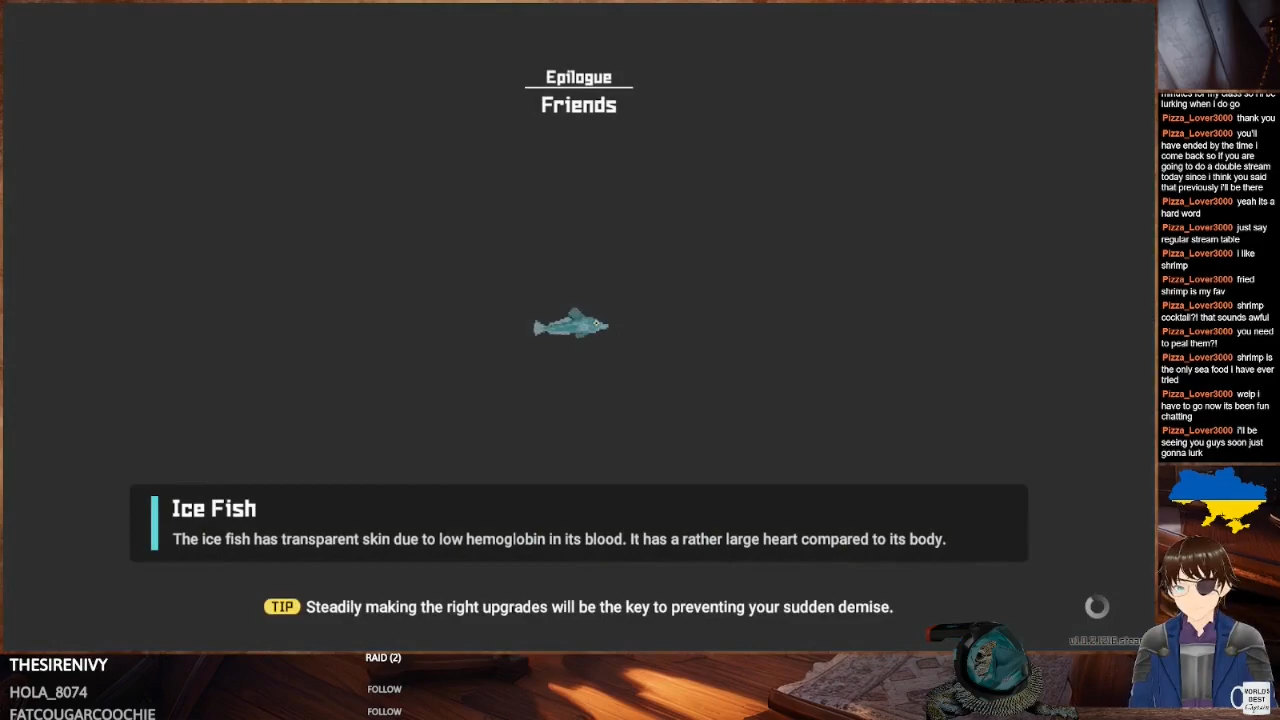 Epilogue
Friends
Ice Fish
The ice fish has transparent skin due to low hemoglobin in its blood. It has a rather large heart compared to its body.
TIP Steadily making the right upgrades will be the key to preventing your sudden demise.
lurking when i do go
Pizza_Lover3000 thank you
Pizza_Lover3000 you'll
have ended by the time i
come back so if you are
going to do a double stream
today since i think you said
that previously i'll be there
Pizza_Lover3000 yeah its a
hard word
Pizza_Lover3000 just say
regular stream table
Pizza_Lover3000 i like
shrimp
Pizza_Lover3000 fried
shrimp is my fav
Pizza_Lover3000 shrimp
cocktail?! that sounds awful
Pizza_Lover3000 you need
to peal them?!
Pizza_Lover3000 shrimp is
the only sea food i have ever
tried
Pizza_Lover3000 welp i
have to go now its been fun
chatting
Pizza_Lover3000 i'll be
seeing you guys soon just
gonna lurk
THESIRENIVY
RAID (2)
HOLA_8074
FOLLOW
FATCOUGARCOOCHIE
FOLLOW
WORLD'S
BEST
Captain